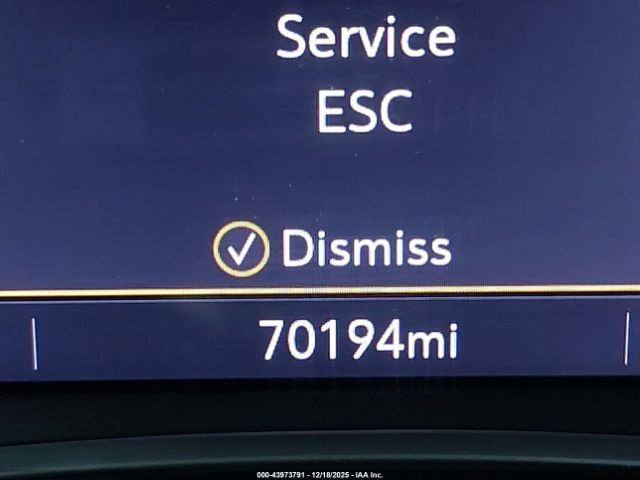 Service
ESC
Dismiss
70194mi
000-43973791 - 12/18/2025 - IAA Inc.